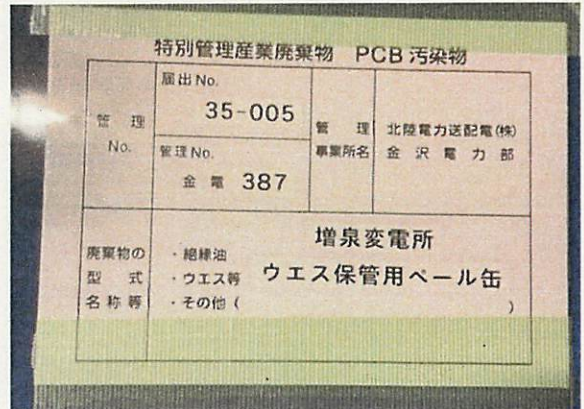 特別管理産業廃棄物 PCB汚染物
管理No.
届出No.
35-005
管理No.
金電 387
管理事業所名
北陸電力送配電(株)
金沢電力部
廃棄物の
型式
名称等
・絶縁油
・ウエス等
・その他( )
増泉変電所
ウエス保管用ペール缶